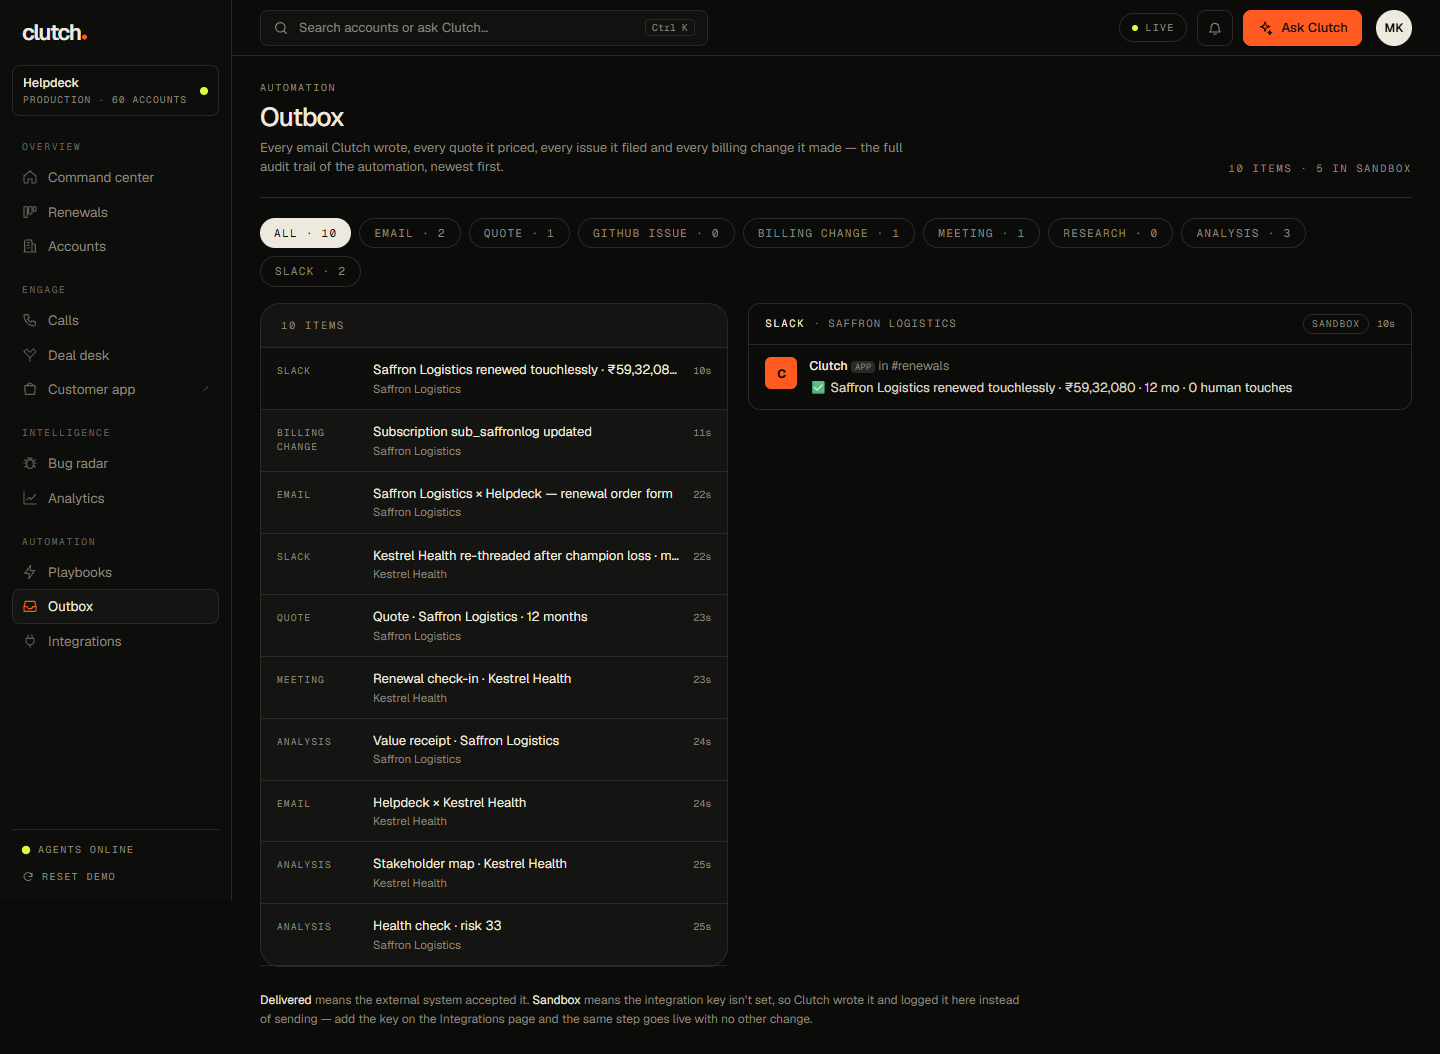 clutch.
Search accounts or ask Clutch…
Ctrl K
LIVE
Ask Clutch
MK
Helpdeck
PRODUCTION · 60 ACCOUNTS
OVERVIEW
Command center
Renewals
Accounts
ENGAGE
Calls
Deal desk
Customer app ↗
INTELLIGENCE
Bug radar
Analytics
AUTOMATION
Playbooks
Outbox
Integrations
AGENTS ONLINE
RESET DEMO
AUTOMATION
Outbox
Every email Clutch wrote, every quote it priced, every issue it filed and every billing change it made — the full
audit trail of the automation, newest first.
10 ITEMS · 5 IN SANDBOX
ALL · 10
EMAIL · 2
QUOTE · 1
GITHUB ISSUE · 0
BILLING CHANGE · 1
MEETING · 1
RESEARCH · 0
ANALYSIS · 3
SLACK · 2
10 ITEMS
SLACK
Saffron Logistics renewed touchlessly · ₹59,32,08…
10s
Saffron Logistics
BILLING CHANGE
Subscription sub_saffronlog updated
11s
Saffron Logistics
EMAIL
Saffron Logistics × Helpdeck — renewal order form
22s
Saffron Logistics
SLACK
Kestrel Health re-threaded after champion loss · m…
22s
Kestrel Health
QUOTE
Quote · Saffron Logistics · 12 months
23s
Saffron Logistics
MEETING
Renewal check-in · Kestrel Health
23s
Kestrel Health
ANALYSIS
Value receipt · Saffron Logistics
24s
Saffron Logistics
EMAIL
Helpdeck × Kestrel Health
24s
Kestrel Health
ANALYSIS
Stakeholder map · Kestrel Health
25s
Kestrel Health
ANALYSIS
Health check · risk 33
25s
Saffron Logistics
SLACK · SAFFRON LOGISTICS
SANDBOX
10s
C
Clutch APP in #renewals
✅ Saffron Logistics renewed touchlessly · ₹59,32,080 · 12 mo · 0 human touches
Delivered means the external system accepted it. Sandbox means the integration key isn't set, so Clutch wrote it and logged it here instead
of sending — add the key on the Integrations page and the same step goes live with no other change.